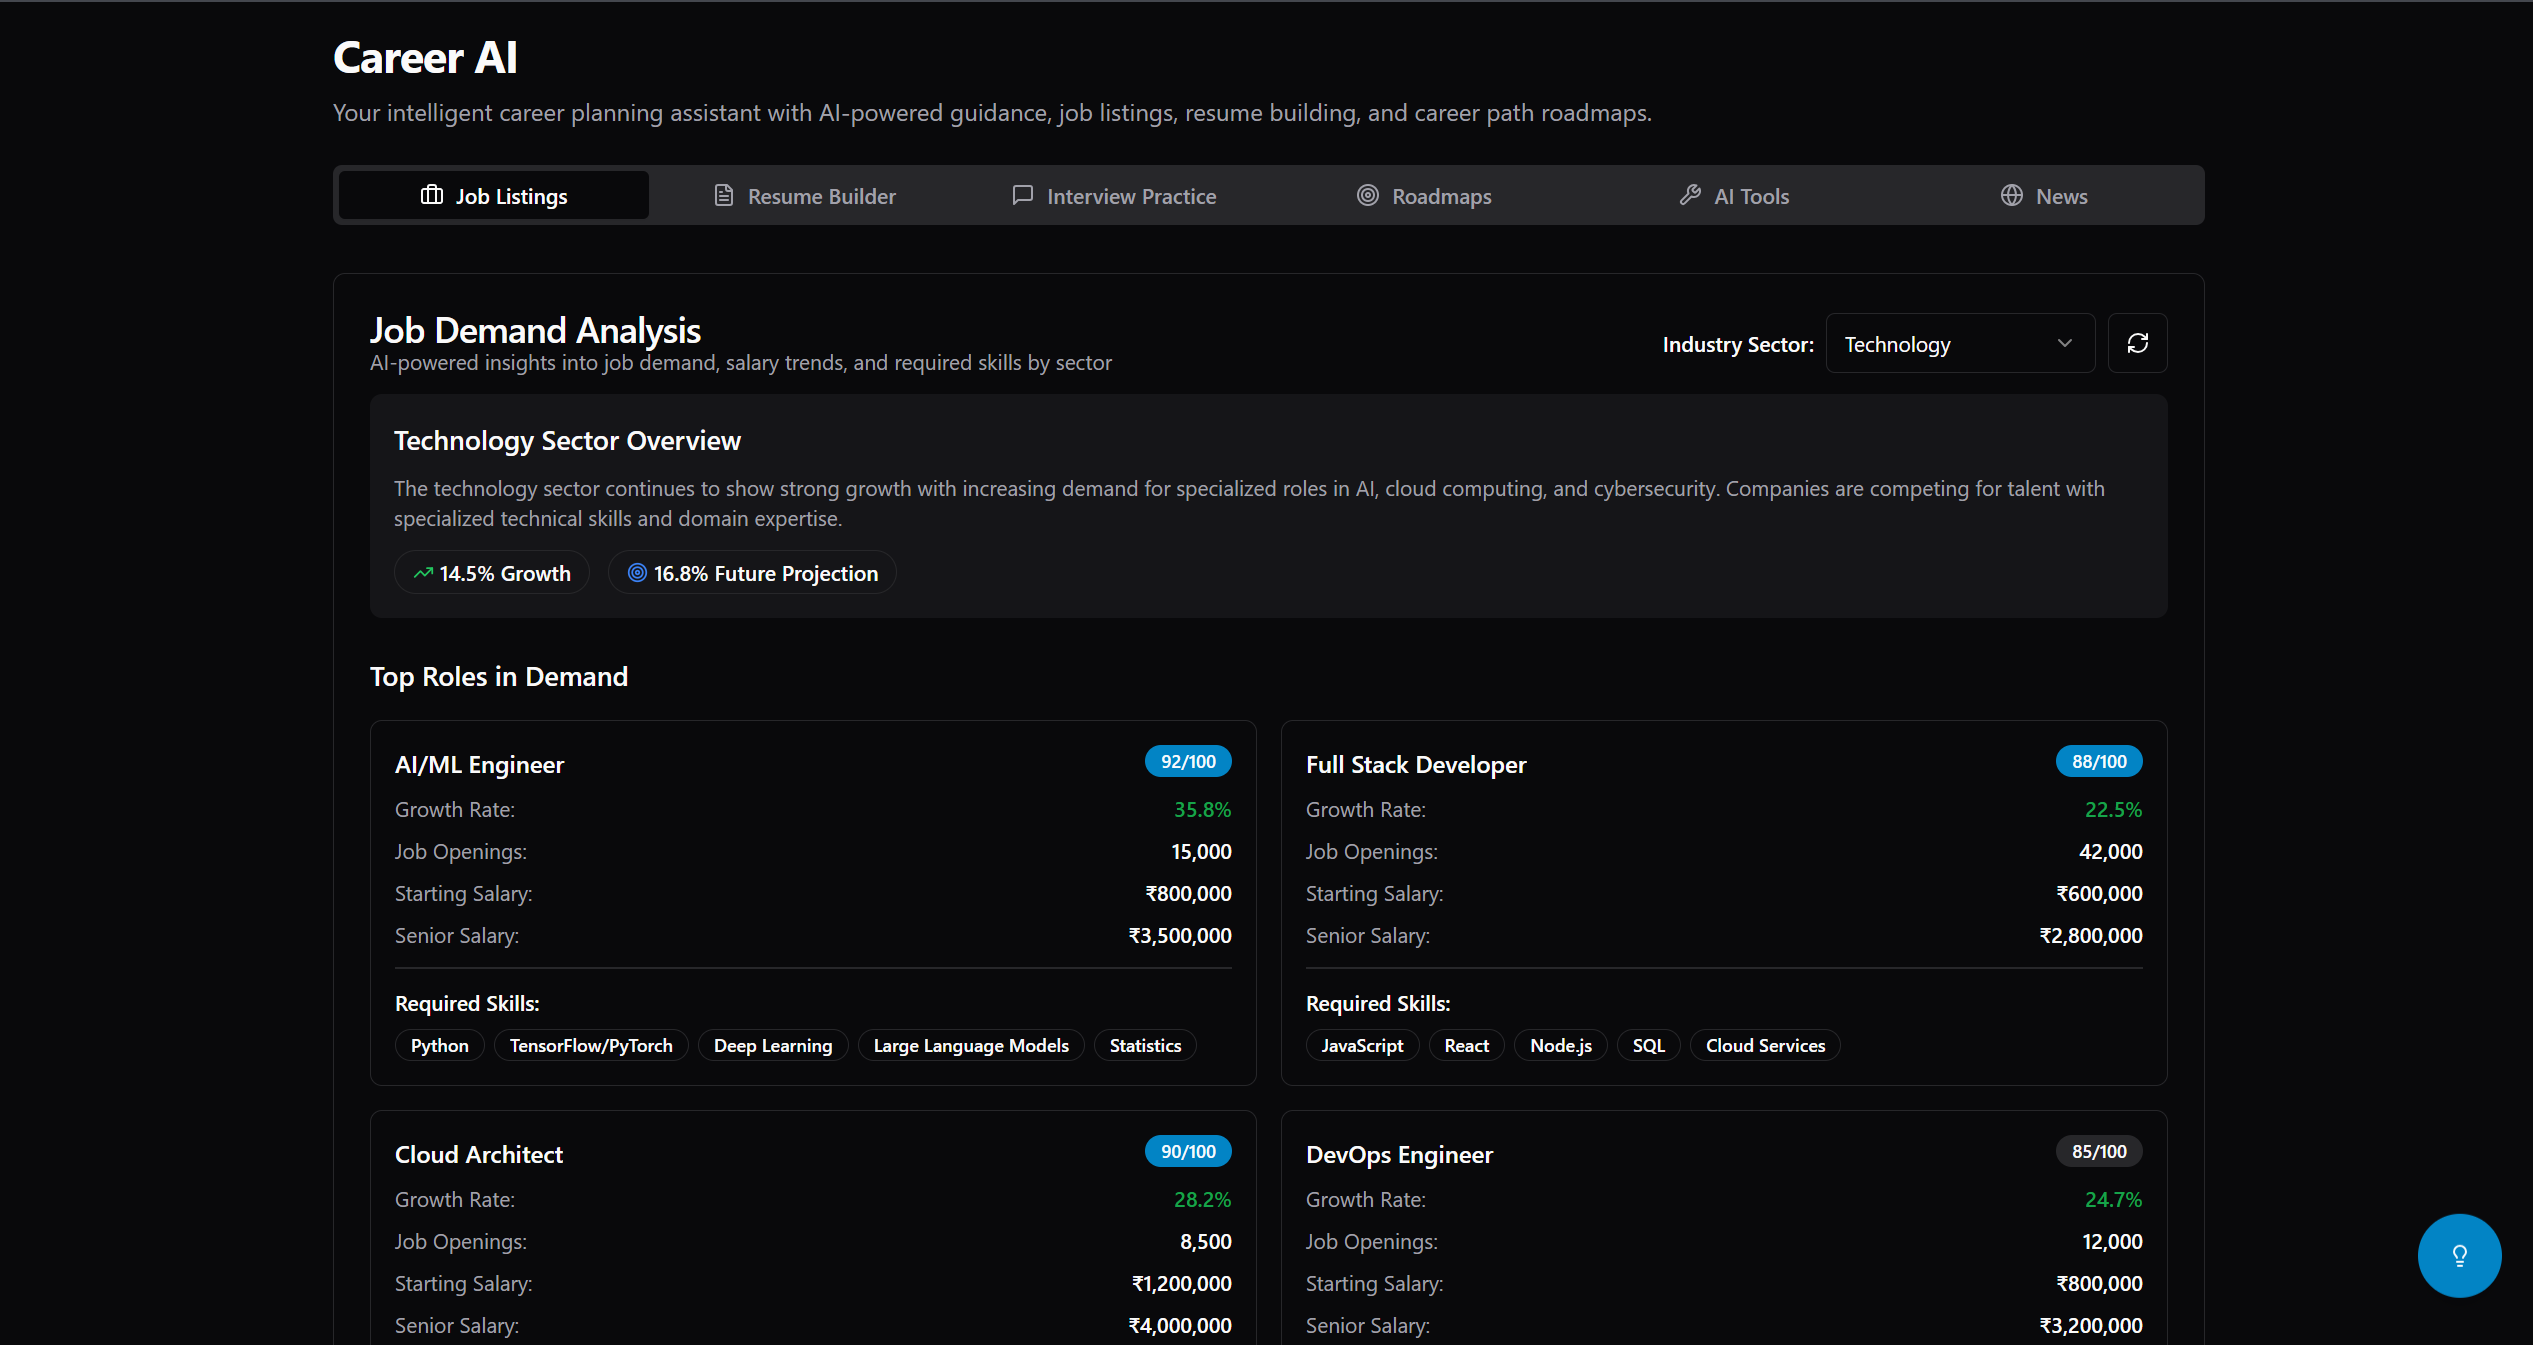 Career AI
Your intelligent career planning assistant with AI-powered guidance, job listings, resume building, and career path roadmaps.
Job Listings
Resume Builder
Interview Practice
Roadmaps
AI Tools
News
Job Demand Analysis
AI-powered insights into job demand, salary trends, and required skills by sector
Industry Sector:
Technology
Technology Sector Overview
The technology sector continues to show strong growth with increasing demand for specialized roles in AI, cloud computing, and cybersecurity. Companies are competing for talent with
specialized technical skills and domain expertise.
14.5% Growth
16.8% Future Projection
Top Roles in Demand
AI/ML Engineer
92/100
Growth Rate:
35.8%
Job Openings:
15,000
Starting Salary:
₹800,000
Senior Salary:
₹3,500,000
Required Skills:
Python
TensorFlow/PyTorch
Deep Learning
Large Language Models
Statistics
Full Stack Developer
88/100
Growth Rate:
22.5%
Job Openings:
42,000
Starting Salary:
₹600,000
Senior Salary:
₹2,800,000
Required Skills:
JavaScript
React
Node.js
SQL
Cloud Services
Cloud Architect
90/100
Growth Rate:
28.2%
Job Openings:
8,500
Starting Salary:
₹1,200,000
Senior Salary:
₹4,000,000
DevOps Engineer
85/100
Growth Rate:
24.7%
Job Openings:
12,000
Starting Salary:
₹800,000
Senior Salary:
₹3,200,000